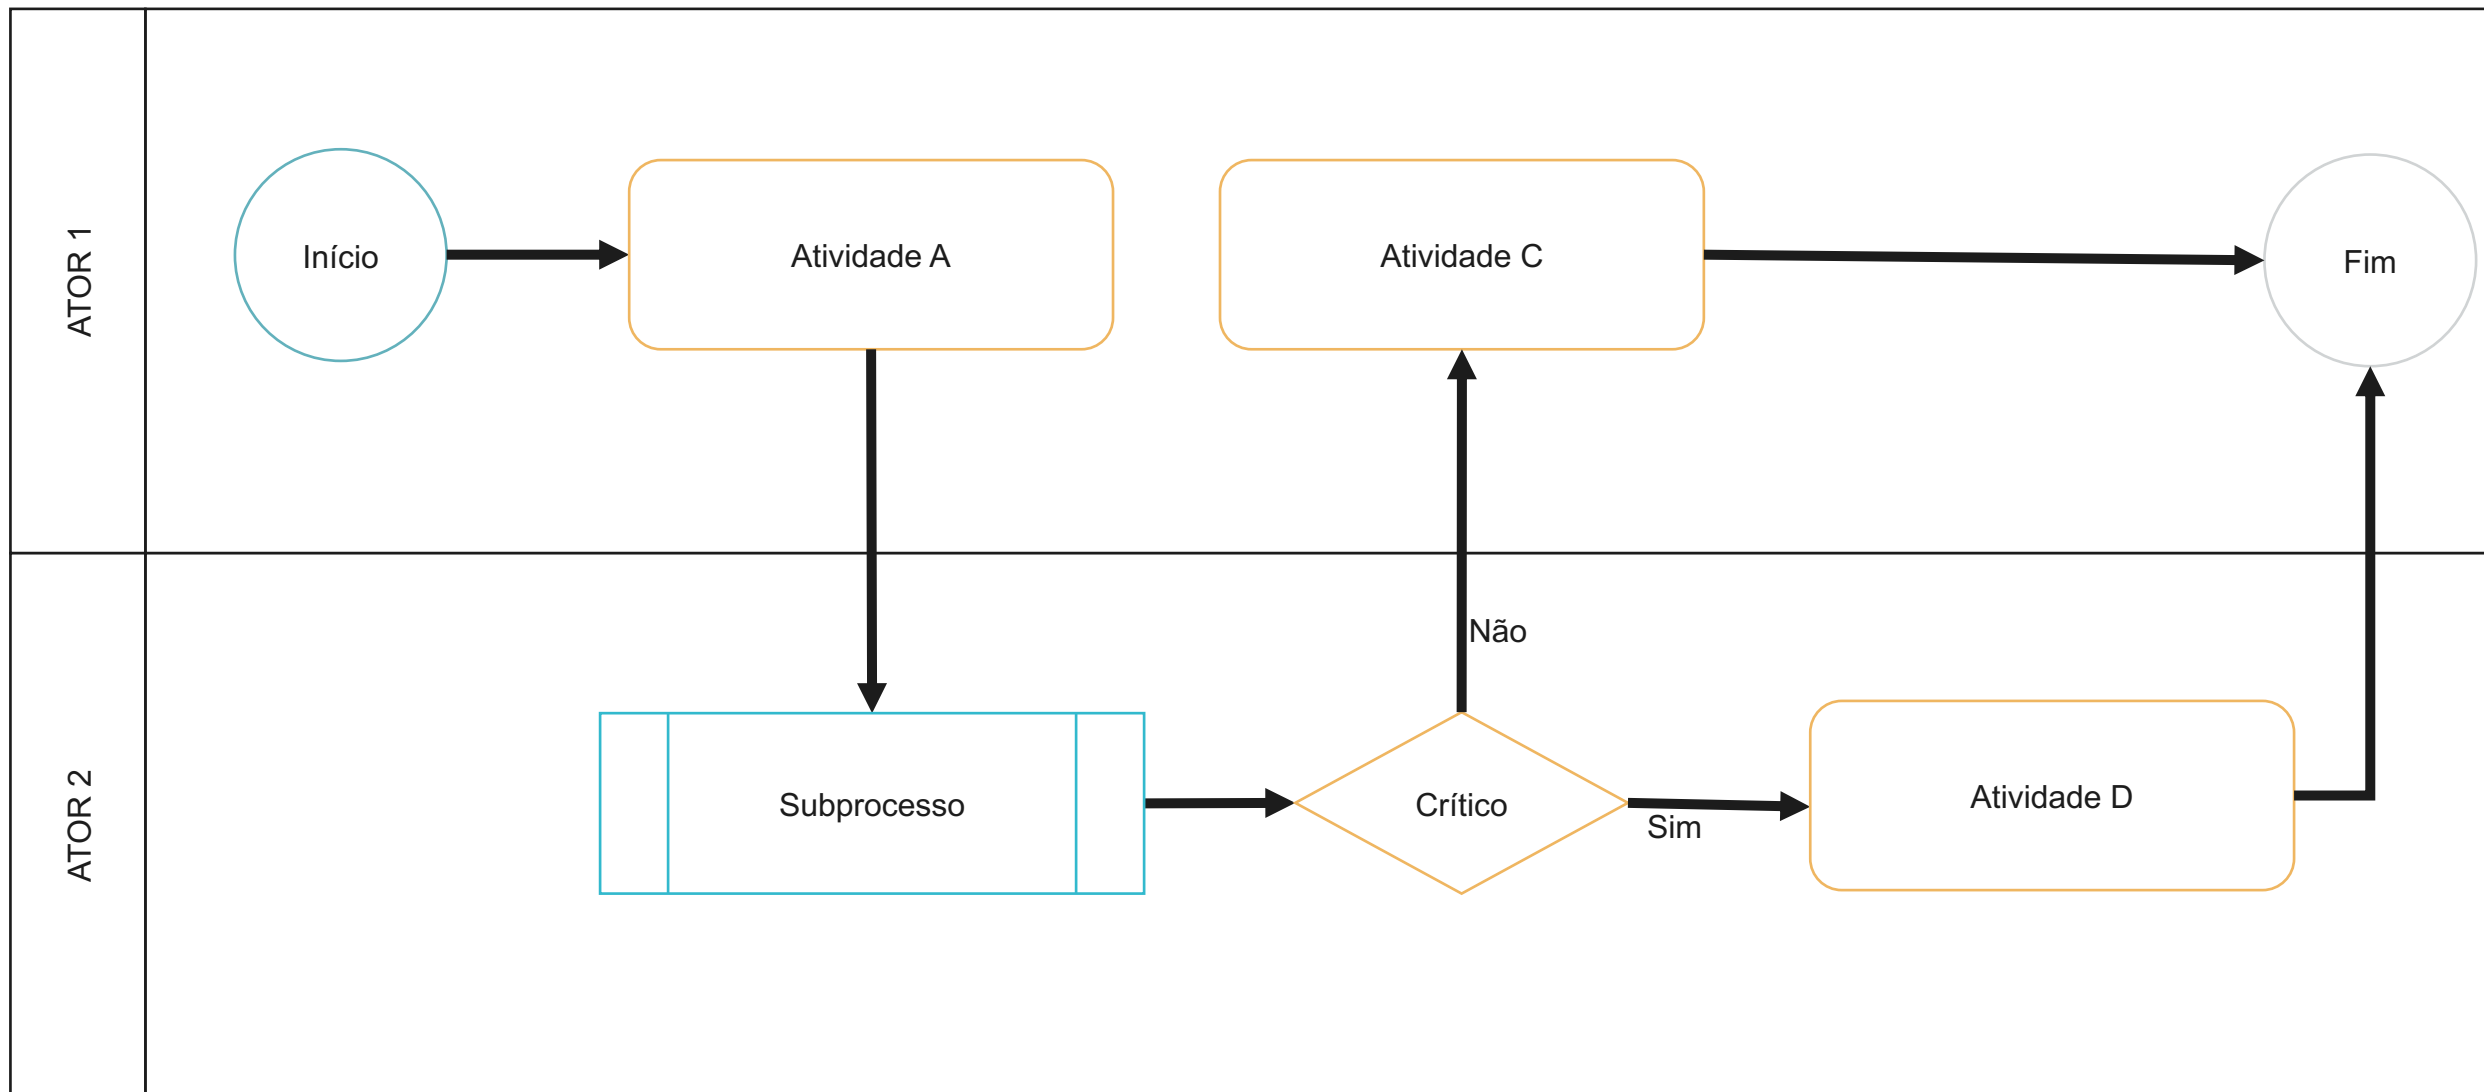 ATOR 1
Início
Atividade A
Atividade C
Fim
ATOR 2
Não
Subprocesso
Crítico
Sim
Atividade D